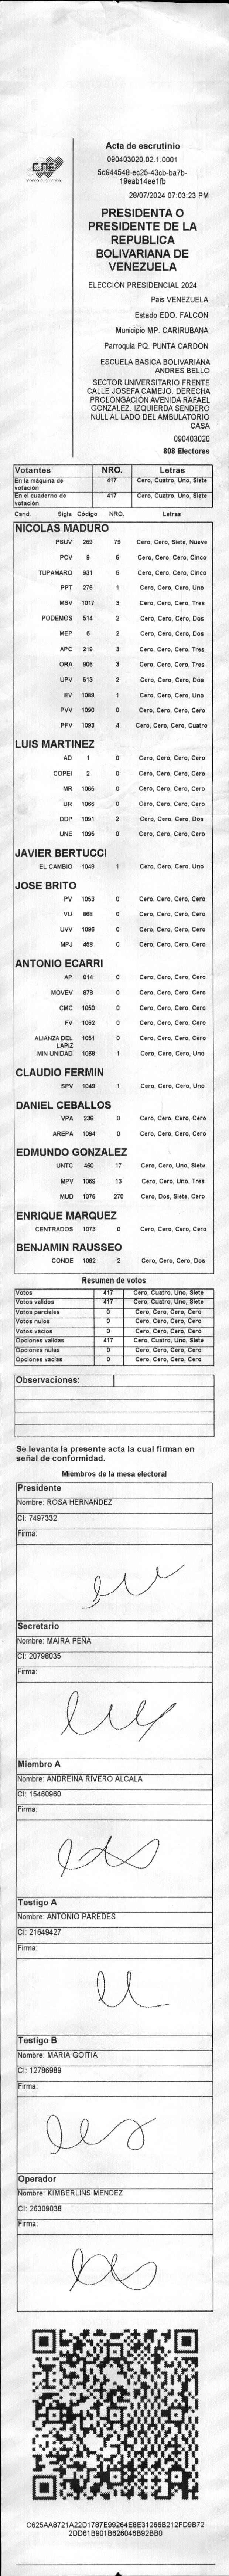 CNE
Acta de escrutinio
090403020.02.1.0001
5d944548-ec25-43cb-ba7b-
19eab14ee1fb
28/07/2024 07:03:23 PM
PRESIDENTA O
PRESIDENTE DE LA
REPUBLICA
BOLIVARIANA DE
VENEZUELA
ELECCIÓN PRESIDENCIAL 2024
Pais VENEZUELA
Estado EDO. FALCON
Municipio MP. CARIRUBANA
Parroquia PQ. PUNTA CARDON
ESCUELA BASICA BOLIVARIANA
ANDRES BELLO
SECTOR UNIVERSITARIO FRENTE
CALLE JOSEFA CAMEJO. DERECHA
PROLONGACIÓN AVENIDA RAFAEL
GONZALEZ. IZQUIERDA SENDERO
NULL AL LADO DEL AMBULATORIO
CASA
090403020
808 Electores
Votantes NRO. Letras
En la máquina de votación 417 Cero, Cuatro, Uno, Siete
En el cuaderno de votación 417 Cero, Cuatro, Uno, Siete
Cand. Sigla Código NRO. Letras
NICOLAS MADURO
PSUV 269 79 Cero, Cero, Siete, Nueve
PCV 9 5 Cero, Cero, Cero, Cinco
TUPAMARO 931 5 Cero, Cero, Cero, Cinco
PPT 276 1 Cero, Cero, Cero, Uno
MSV 1017 3 Cero, Cero, Cero, Tres
PODEMOS 514 2 Cero, Cero, Cero, Dos
MEP 6 2 Cero, Cero, Cero, Dos
APC 219 3 Cero, Cero, Cero, Tres
ORA 906 3 Cero, Cero, Cero, Tres
UPV 513 2 Cero, Cero, Cero, Dos
EV 1089 1 Cero, Cero, Cero, Uno
PVV 1090 0 Cero, Cero, Cero, Cero
PFV 1093 4 Cero, Cero, Cero, Cuatro
LUIS MARTINEZ
AD 1 0 Cero, Cero, Cero, Cero
COPEI 2 0 Cero, Cero, Cero, Cero
MR 1065 0 Cero, Cero, Cero, Cero
BR 1066 0 Cero, Cero, Cero, Cero
DDP 1091 2 Cero, Cero, Cero, Dos
UNE 1095 0 Cero, Cero, Cero, Cero
JAVIER BERTUCCI
EL CAMBIO 1048 1 Cero, Cero, Cero, Uno
JOSE BRITO
PV 1053 0 Cero, Cero, Cero, Cero
VU 868 0 Cero, Cero, Cero, Cero
UVV 1096 0 Cero, Cero, Cero, Cero
MPJ 458 0 Cero, Cero, Cero, Cero
ANTONIO ECARRI
AP 814 0 Cero, Cero, Cero, Cero
MOVEV 878 0 Cero, Cero, Cero, Cero
CMC 1050 0 Cero, Cero, Cero, Cero
FV 1062 0 Cero, Cero, Cero, Cero
ALIANZA DEL LAPIZ 1051 0 Cero, Cero, Cero, Cero
MIN UNIDAD 1068 1 Cero, Cero, Cero, Uno
CLAUDIO FERMIN
SPV 1049 1 Cero, Cero, Cero, Uno
DANIEL CEBALLOS
VPA 236 0 Cero, Cero, Cero, Cero
AREPA 1094 0 Cero, Cero, Cero, Cero
EDMUNDO GONZALEZ
UNTC 460 17 Cero, Cero, Uno, Siete
MPV 1069 13 Cero, Cero, Uno, Tres
MUD 1075 270 Cero, Dos, Siete, Cero
ENRIQUE MARQUEZ
CENTRADOS 1073 0 Cero, Cero, Cero, Cero
BENJAMIN RAUSSEO
CONDE 1092 2 Cero, Cero, Cero, Dos
Resumen de votos
Votos 417 Cero, Cuatro, Uno, Siete
Votos validos 417 Cero, Cuatro, Uno, Siete
Votos parciales 0 Cero, Cero, Cero, Cero
Votos nulos 0 Cero, Cero, Cero, Cero
Votos vacios 0 Cero, Cero, Cero, Cero
Opciones validas 417 Cero, Cuatro, Uno, Siete
Opciones nulas 0 Cero, Cero, Cero, Cero
Opciones vacias 0 Cero, Cero, Cero, Cero
Observaciones:
Se levanta la presente acta la cual firman en
señal de conformidad.
Miembros de la mesa electoral
Presidente
Nombre: ROSA HERNANDEZ
CI: 7497332
Firma:
Secretario
Nombre: MAIRA PEÑA
CI: 20798035
Firma:
Miembro A
Nombre: ANDREINA RIVERO ALCALA
CI: 15460960
Firma:
Testigo A
Nombre: ANTONIO PAREDES
CI: 21649427
Firma:
Testigo B
Nombre: MARIA GOITIA
CI: 12786989
Firma:
Operador
Nombre: KIMBERLINS MENDEZ
CI: 26309038
Firma:
C625AA8721A22D1787E99264E8E31266B212FD9B72
2DD61B901B626046B92BB0